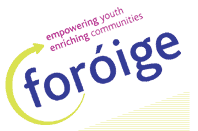 empowering youth
enriching communities
foróige